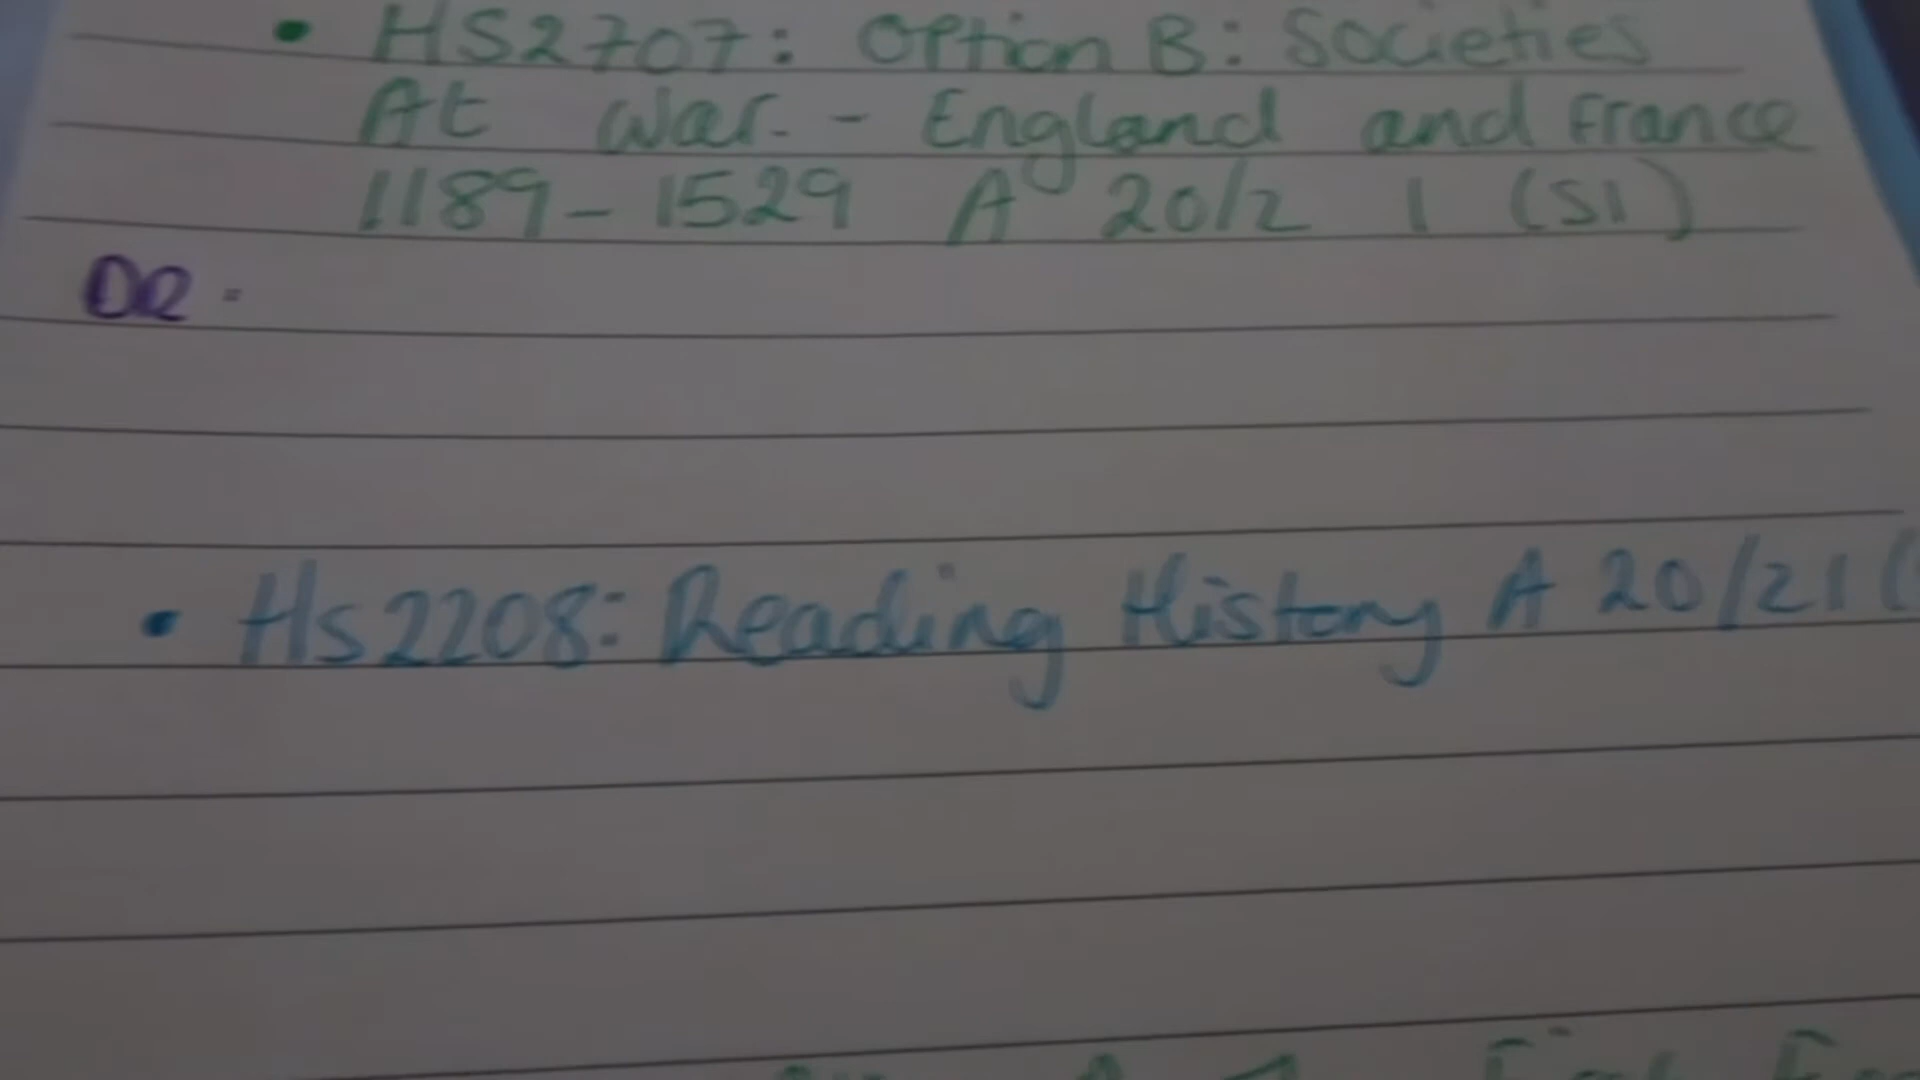 • HS2707: Option B: Societies
At War. - England and France
1189 - 1529 A 20/2 1 (S1)
• Hs2208: Reading History A 20/21 (